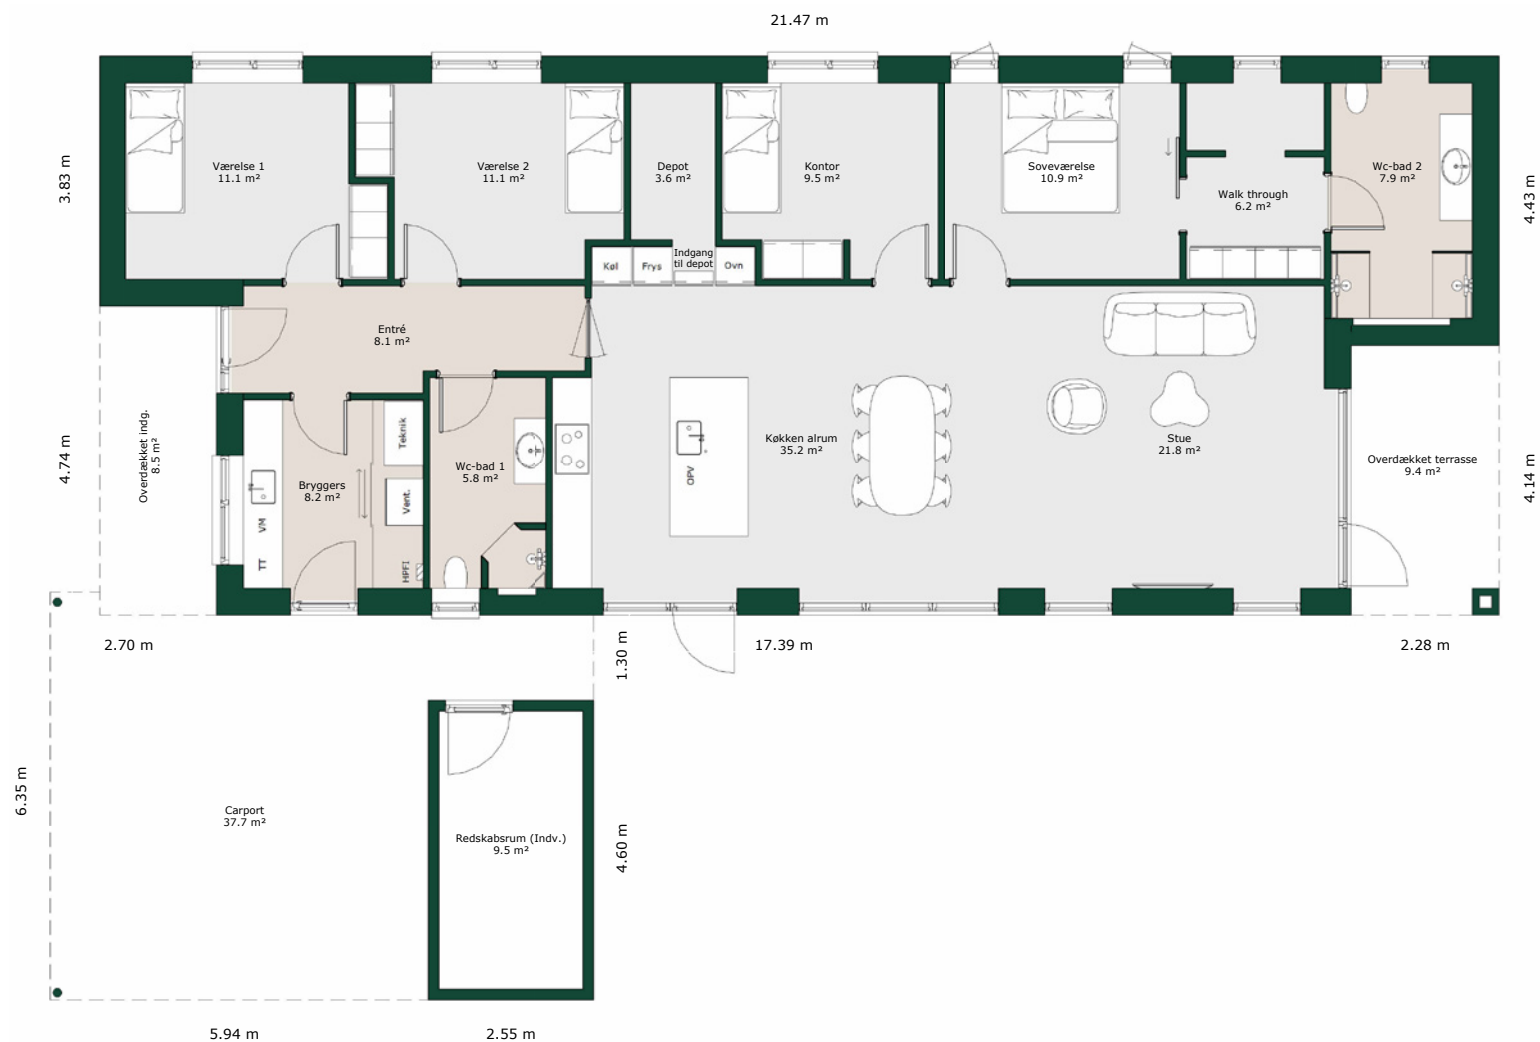 21.47 m
3.83 m
Værelse 1
11.1 m²
Værelse 2
11.1 m²
Depot
3.6 m²
Kontor
9.5 m²
Soveværelse
10.9 m²
Walk through
6.2 m²
Wc-bad 2
7.9 m²
4.43 m
Køl
Frys
Indgang
til depot
Ovn
Entré
8.1 m²
4.74 m
Overdækket indg.
8.5 m²
Bryggers
8.2 m²
VM
TT
Teknik
Vent.
HPFI
Wc-bad 1
5.8 m²
OPV
Køkken alrum
35.2 m²
Stue
21.8 m²
Overdækket terrasse
9.4 m²
4.14 m
2.70 m
1.30 m
17.39 m
2.28 m
6.35 m
Carport
37.7 m²
Redskabsrum (Indv.)
9.5 m²
4.60 m
5.94 m
2.55 m